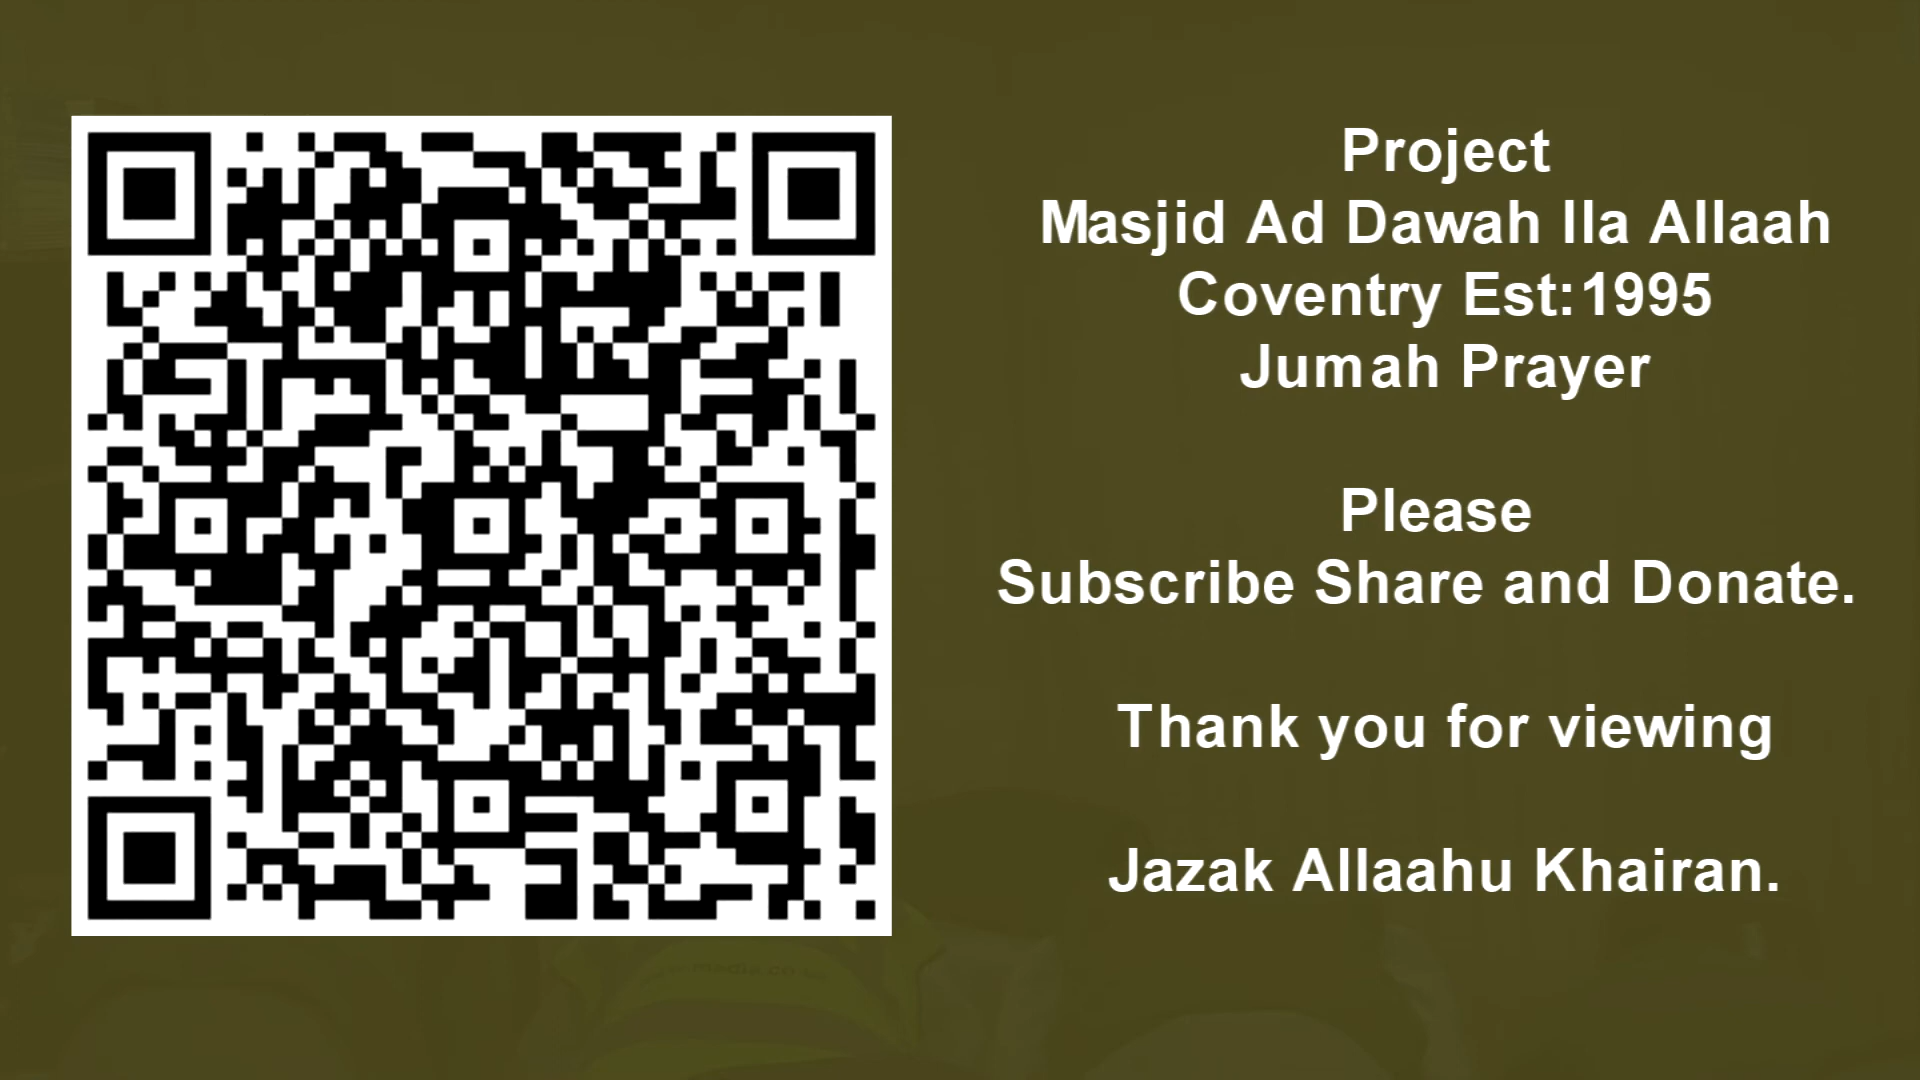 Project
Masjid Ad Dawah Ila Allaah
Coventry Est:1995
Jumah Prayer
Please
Subscribe Share and Donate.
Thank you for viewing
Jazak Allaahu Khairan.